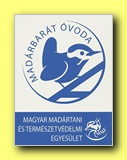 MADÁRBARÁT ÓVODA
MAGYAR MADÁRTANI
ÉS TERMÉSZETVÉDELMI
EGYESÜLET